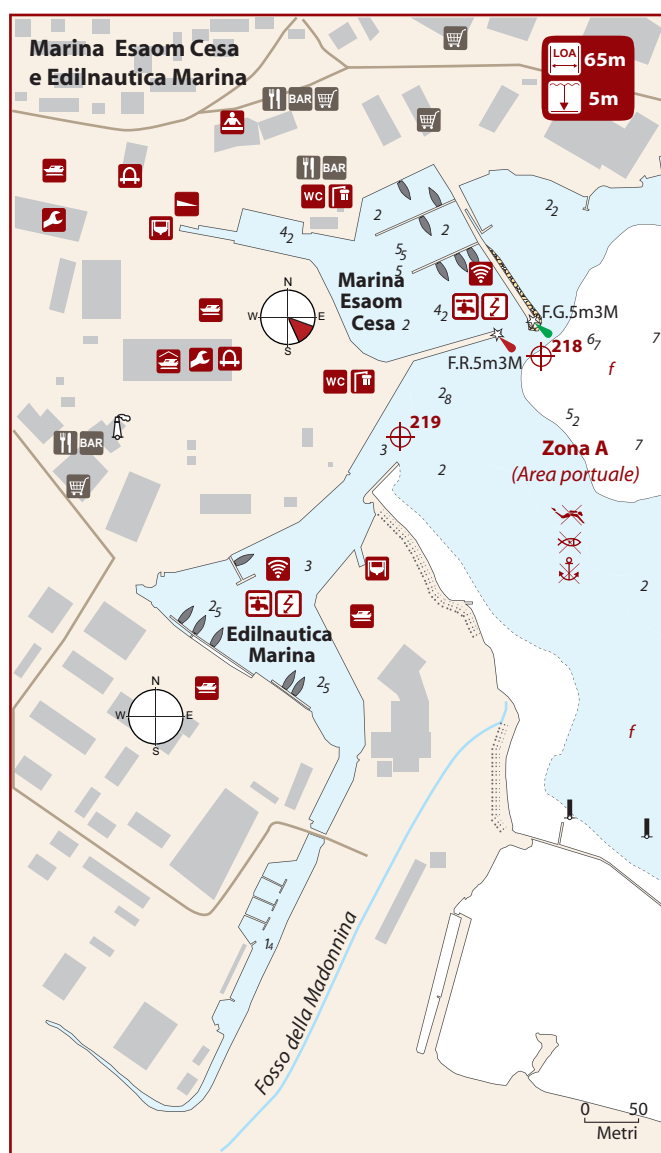 Marina Esaom Cesa
e Edilnautica Marina
LOA
65m
5m
BAR
BAR
WC
2
2
2₂
4₂
5₅
5
Marina
Esaom
Cesa
4₂
2
N
W
E
S
F.G.5m3M
F.R.5m3M
218
6₇
7
f
WC
2₈
219
3
2
5₂
7
Zona A
(Area portuale)
BAR
3
2
2₅
Edilnautica
Marina
2₅
N
W
E
S
f
1₄
Fosso della Madonnina
0
50
Metri